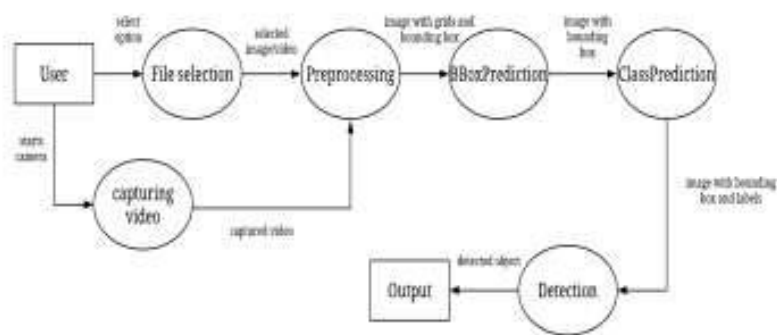 select
option
selected
image/video
image with grids and
bounding box
image with
bounding
box
User
File selection
Preprocessing
BBoxPrediction
ClassPrediction
starts
camera
capturing
video
captured video
image with bounding
box and labels
detected object
Output
Detection